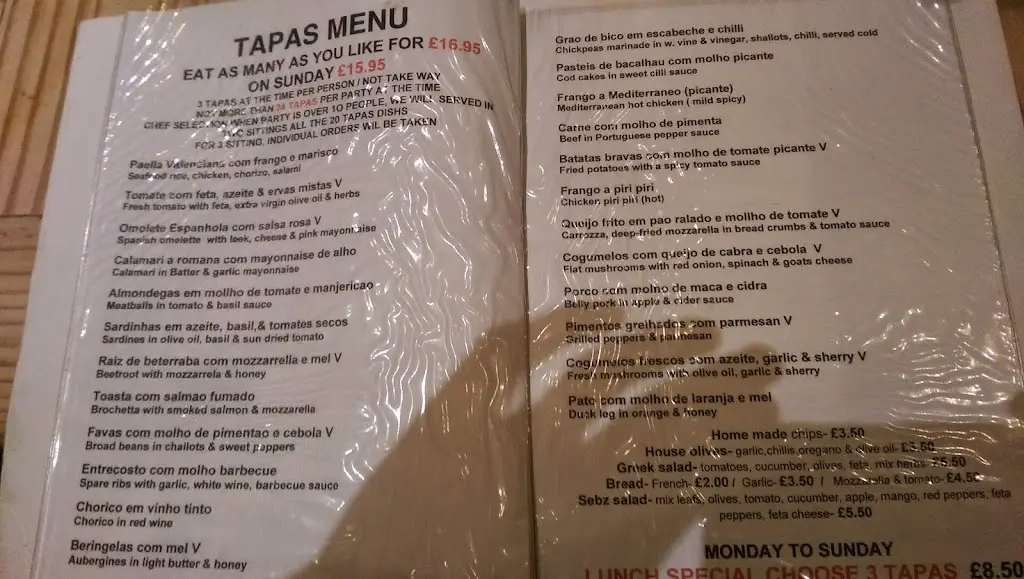 TAPAS MENU
EAT AS MANY AS YOU LIKE FOR £16.95
ON SUNDAY £15.95
3 TAPAS AT THE TIME PER PERSON / NOT TAKE WAY
NOT MORE THAN 24 TAPAS PER PARTY AT THE TIME
CHEF SELECTION WHEN PARTY IS OVER 10 PEOPLE, WE WILL SERVED IN
TWO SITTINGS ALL THE 20 TAPAS DISHS
FOR 3 SITTING, INDIVIDUAL ORDERS WIL BE TAKEN
Paella Valenciana com frango e marisco
Seafood rice, chicken, chorizo, salami
Tomate com feta, azeite & ervas mistas V
Fresh tomato with feta, extra virgin olive oil & herbs
Omolete Espanhola com salsa rosa V
Spanish omelette with leek, cheese & pink mayonnaise
Calamari a romana com mayonnaise de alho
Calamari in Batter & garlic mayonnaise
Almondegas em mollho de tomate e manjericao
Meatballs in tomato & basil sauce
Sardinhas em azeite, basil,& tomates secos
Sardines in olive oil, basil & sun dried tomato
Raiz de beterraba com mozzarrella e mel V
Beetroot with mozzarrela & honey
Toasta com salmao fumado
Brochetta with smoked salmon & mozzarella
Favas com molho de pimentao e cebola V
Broad beans in challots & sweet peppers
Entrecosto com molho barbecue
Spare ribs with garlic, white wine, barbecue sauce
Chorico em vinho tinto
Chorico in red wine
Beringelas com mel V
Aubergines in light butter & honey
Grao de bico em escabeche e chilli
Chickpeas marinade in w. vine & vinegar, shallots, chilli, served cold
Pasteis de bacalhau com molho picante
Cod cakes in sweet cilli sauce
Frango a Mediterraneo (picante)
Mediterranean hot chicken ( mild spicy)
Carne com molho de pimenta
Beef in Portuguese pepper sauce
Batatas bravas com molho de tomate picante V
Fried potatoes with a spicy tomato sauce
Frango a piri piri
Chicken piri piri (hot)
Queijo frito em pao ralado e mollho de tomate V
Carrozza, deep-fried mozzarella in bread crumbs & tomato sauce
Cogumelos com queijo de cabra e cebola V
Flat mushrooms with red onion, spinach & goats cheese
Porco com molho de maca e cidra
Belly pork in apple & cider sauce
Pimentos grelhados com parmesan V
Grilled peppers & parmesan
Cogumelos frescos com azeite, garlic & sherry V
Fresh mushrooms with olive oil, garlic & sherry
Pato com molho de laranja e mel
Duck leg in orange & honey
Home made chips- £3.50
House olives- garlic,chillis,oregano & olive oil- £3.50
Greek salad- tomatoes, cucumber, olives, feta, mix herbs- £5.50
Bread- French- £2.00 / Garlic- £3.50 / Mozzarella & tomato- £4.50
Sebz salad- mix leafs, olives, tomato, cucumber, apple, mango, red peppers, feta
peppers, feta cheese- £5.50
MONDAY TO SUNDAY
LUNCH SPECIAL CHOOSE 3 TAPAS £8.50